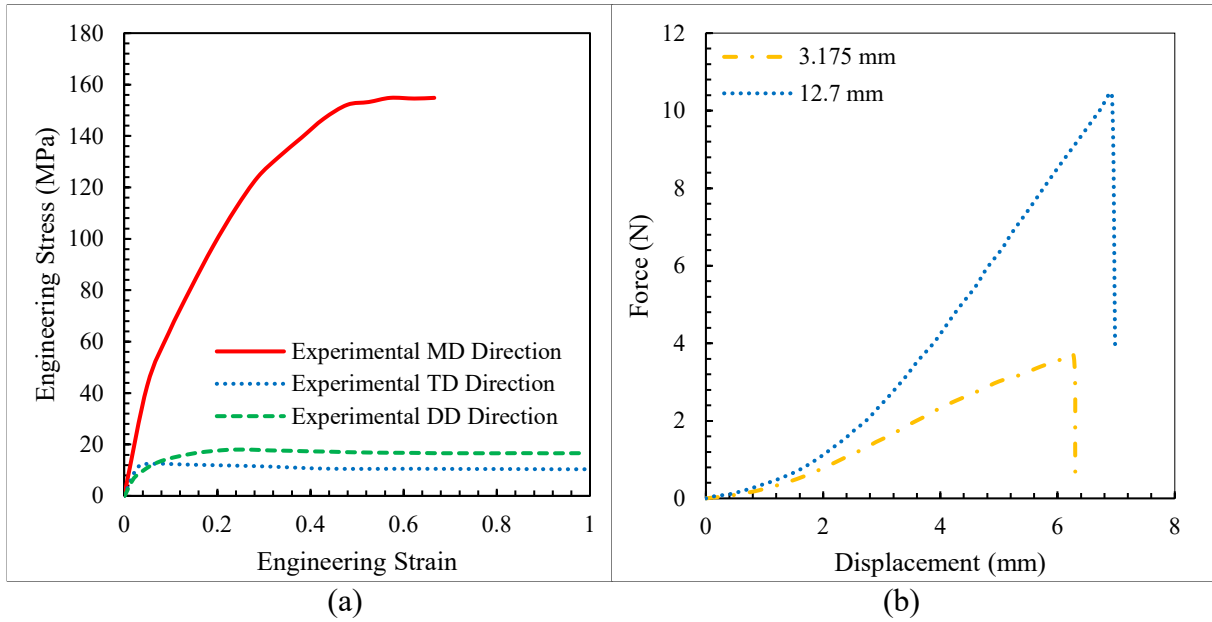 180
160
140
120
100
80
60
40
20
0
Engineering Stress (MPa)
Experimental MD Direction
Experimental TD Direction
Experimental DD Direction
0 0.2 0.4 0.6 0.8 1
Engineering Strain
(a)
12
10
8
6
4
2
0
Force (N)
3.175 mm
12.7 mm
0 2 4 6 8
Displacement (mm)
(b)